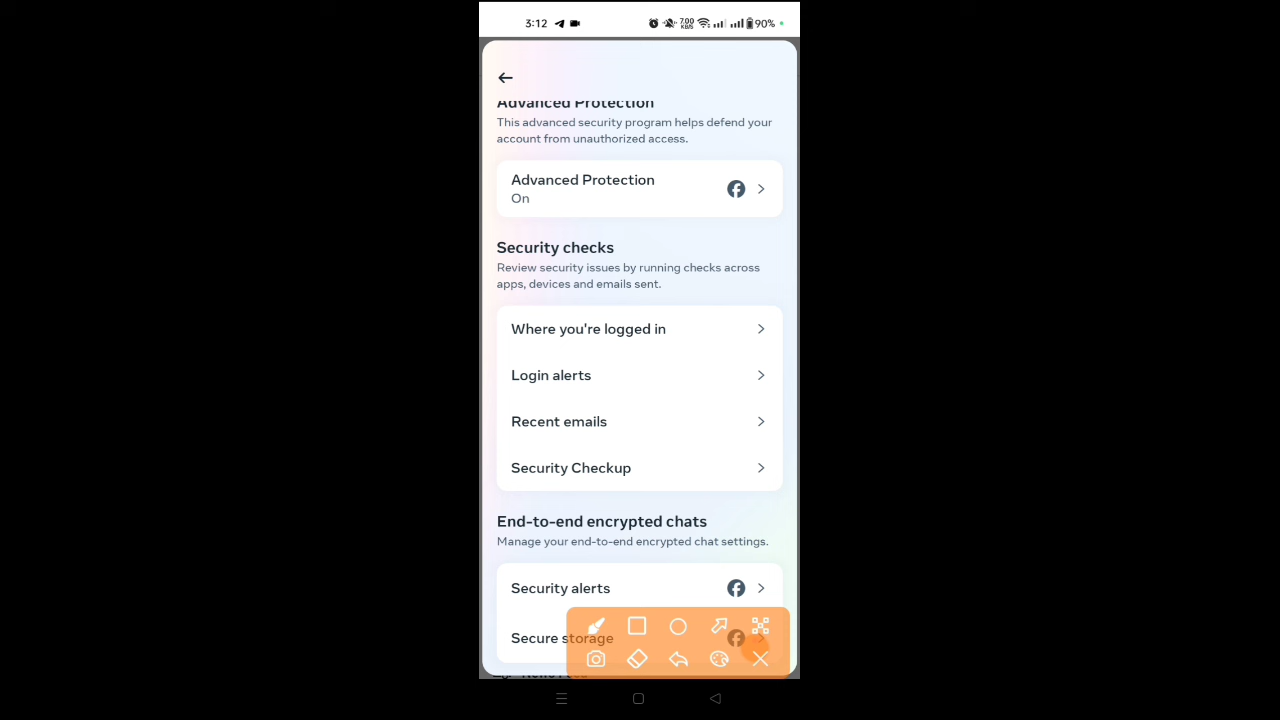 3:12
7.00
KB/S
90%
Advanced Protection
This advanced security program helps defend your
account from unauthorized access.
Advanced Protection
On
Security checks
Review security issues by running checks across
apps, devices and emails sent.
Where you're logged in
Login alerts
Recent emails
Security Checkup
End-to-end encrypted chats
Manage your end-to-end encrypted chat settings.
Security alerts
Secure storage